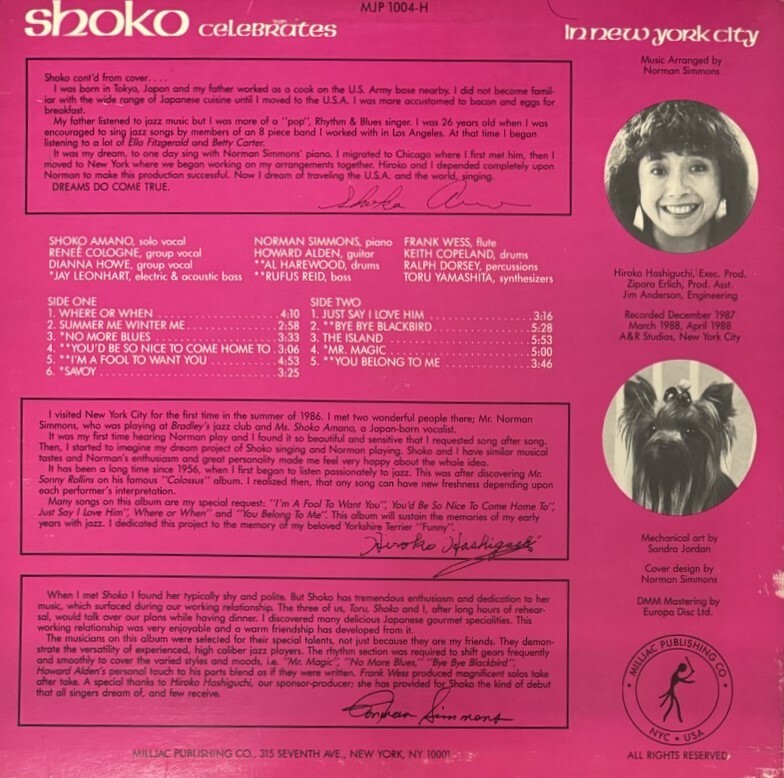 MJP 1004-H
Shoko celebrates in new york city
Shoko cont'd from cover. . . .
I was born in Tokyo, Japan and my father worked as a cook on the U.S. Army base nearby. I did not become famil-
iar with the wide range of Japanese cuisine until I moved to the U.S.A. I was more accustomed to bacon and eggs for
breakfast.
My father listened to jazz music but I was more of a "pop", Rhythm & Blues singer. I was 26 years old when I was
encouraged to sing jazz songs by members of an 8 piece band I worked with in Los Angeles. At that time I began
listening to a lot of Ella Fitzgerald and Betty Carter.
It was my dream, to one day sing with Norman Simmons' piano. I migrated to Chicago where I first met him, then I
moved to New York where we began working on my arrangements together. Hiroko and I depended completely upon
Norman to make this production successful. Now I dream of traveling the U.S.A. and the world, singing.
DREAMS DO COME TRUE.
Shoko Amano
Music Arranged by
Norman Simmons
Hiroko Hashiguchi, Exec. Prod.
Zipora Erlich, Prod. Asst.
Jim Anderson, Engineering
Recorded December 1987
March 1988, April 1988
A&R Studios, New York City
SHOKO AMANO, solo vocal
RENEÉ COLOGNE, group vocal
DIANNA HOWE, group vocal
*JAY LEONHART, electric & acoustic bass
NORMAN SIMMONS, piano
HOWARD ALDEN, guitar
**AL HAREWOOD, drums
**RUFUS REID, bass
FRANK WESS, flute
KEITH COPELAND, drums
RALPH DORSEY, percussions
TORU YAMASHITA, synthesizers
SIDE ONE
1. WHERE OR WHEN 4:10
2. SUMMER ME WINTER ME 2:58
3. *NO MORE BLUES 3:33
4. **YOU'D BE SO NICE TO COME HOME TO . 3:06
5. **I'M A FOOL TO WANT YOU 4:53
6. *SAVOY 3:25
SIDE TWO
1. JUST SAY I LOVE HIM 3:16
2. **BYE BYE BLACKBIRD 5:28
3. THE ISLAND 5:53
4. *MR. MAGIC 5:00
5. **YOU BELONG TO ME 3:46
I visited New York City for the first time in the summer of 1986. I met two wonderful people there; Mr. Norman
Simmons, who was playing at Bradley's jazz club and Ms. Shoko Amano, a Japan-born vocalist.
It was my first time hearing Norman play and I found it so beautiful and sensitive that I requested song after song.
Then, I started to imagine my dream project of Shoko singing and Norman playing. Shoko and I have similar musical
tastes and Norman's enthusiasm and great personality made me feel very happy about the whole idea.
It has been a long time since 1956, when I first began to listen passionately to jazz. This was after discovering Mr.
Sonny Rollins on his famous "Colossus" album. I realized then, that any song can have new freshness depending upon
each performer's interpretation.
Many songs on this album are my special request: "I'm A Fool To Want You", You'd Be So Nice To Come Home To",
Just Say I Love Him", Where or When" and "You Belong To Me". This album will sustain the memories of my early
years with jazz. I dedicated this project to the memory of my beloved Yorkshire Terrier "Funny".
Hiroko Hashiguchi
Mechanical art by
Sandra Jordan
Cover design by
Norman Simmons
DMM Mastering by
Europa Disc Ltd.
When I met Shoko I found her typically shy and polite. But Shoko has tremendous enthusiasm and dedication to her
music, which surfaced during our working relationship. The three of us, Toru, Shoko and I, after long hours of rehear-
sal, would talk over our plans while having dinner. I discovered many delicious Japanese gourmet specialities. This
working relationship was very enjoyable and a warm friendship has developed from it.
The musicians on this album were selected for their special talents, not just because they are my friends. They demon-
strate the versatility of experienced, high caliber jazz players. The rhythm section was required to shift gears frequently
and smoothly to cover the varied styles and moods, i.e. "Mr. Magic", "No More Blues," "Bye Bye Blackbird".
Howard Alden's personal touch to his parts blend as if they were written. Frank Wess produced magnificent solos take
after take. A special thanks to Hiroko Hashiguchi, our sponsor-producer; she has provided for Shoko the kind of debut
that all singers dream of, and few receive.
Norman Simmons
MILLJAC PUBLISHING CO
NYC • USA
MILLJAC PUBLISHING CO., 315 SEVENTH AVE., NEW YORK, NY 10001
ALL RIGHTS RESERVED